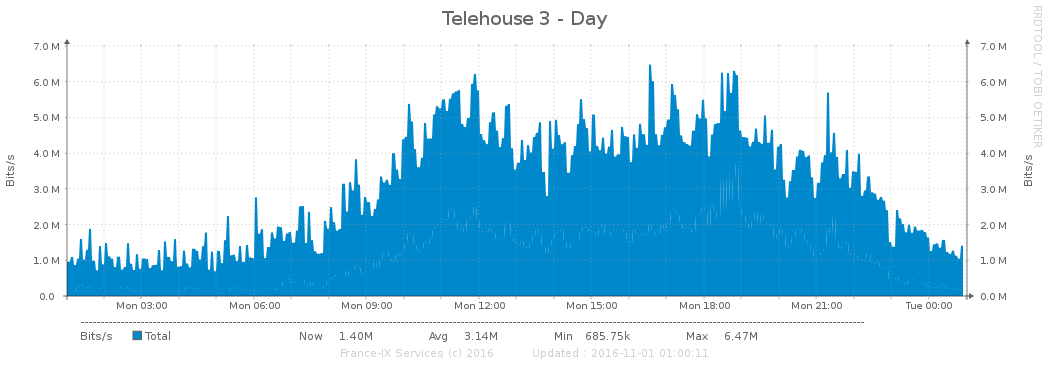 Telehouse 3 - Day
RRDTOOL / TOBI OETIKER
7.0 M 7.0 M
6.0 M 6.0 M
5.0 M 5.0 M
4.0 M 4.0 M
3.0 M 3.0 M
2.0 M 2.0 M
1.0 M 1.0 M
0.0 0.0 M
Bits/s
Bits/s
Mon 03:00 Mon 06:00 Mon 09:00 Mon 12:00 Mon 15:00 Mon 18:00 Mon 21:00 Tue 00:00
Bits/s Total Now 1.40M Avg 3.14M Min 685.75k Max 6.47M
France-IX Services (c) 2016 Updated : 2016-11-01 01:00:11